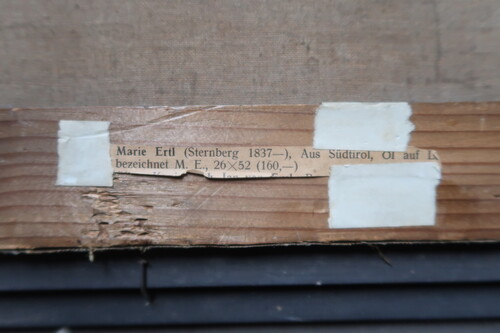 Marie Ertl (Sternberg 1837—), Aus Südtirol, Öl auf
bezeichnet M. E., 26×52 (160,—)